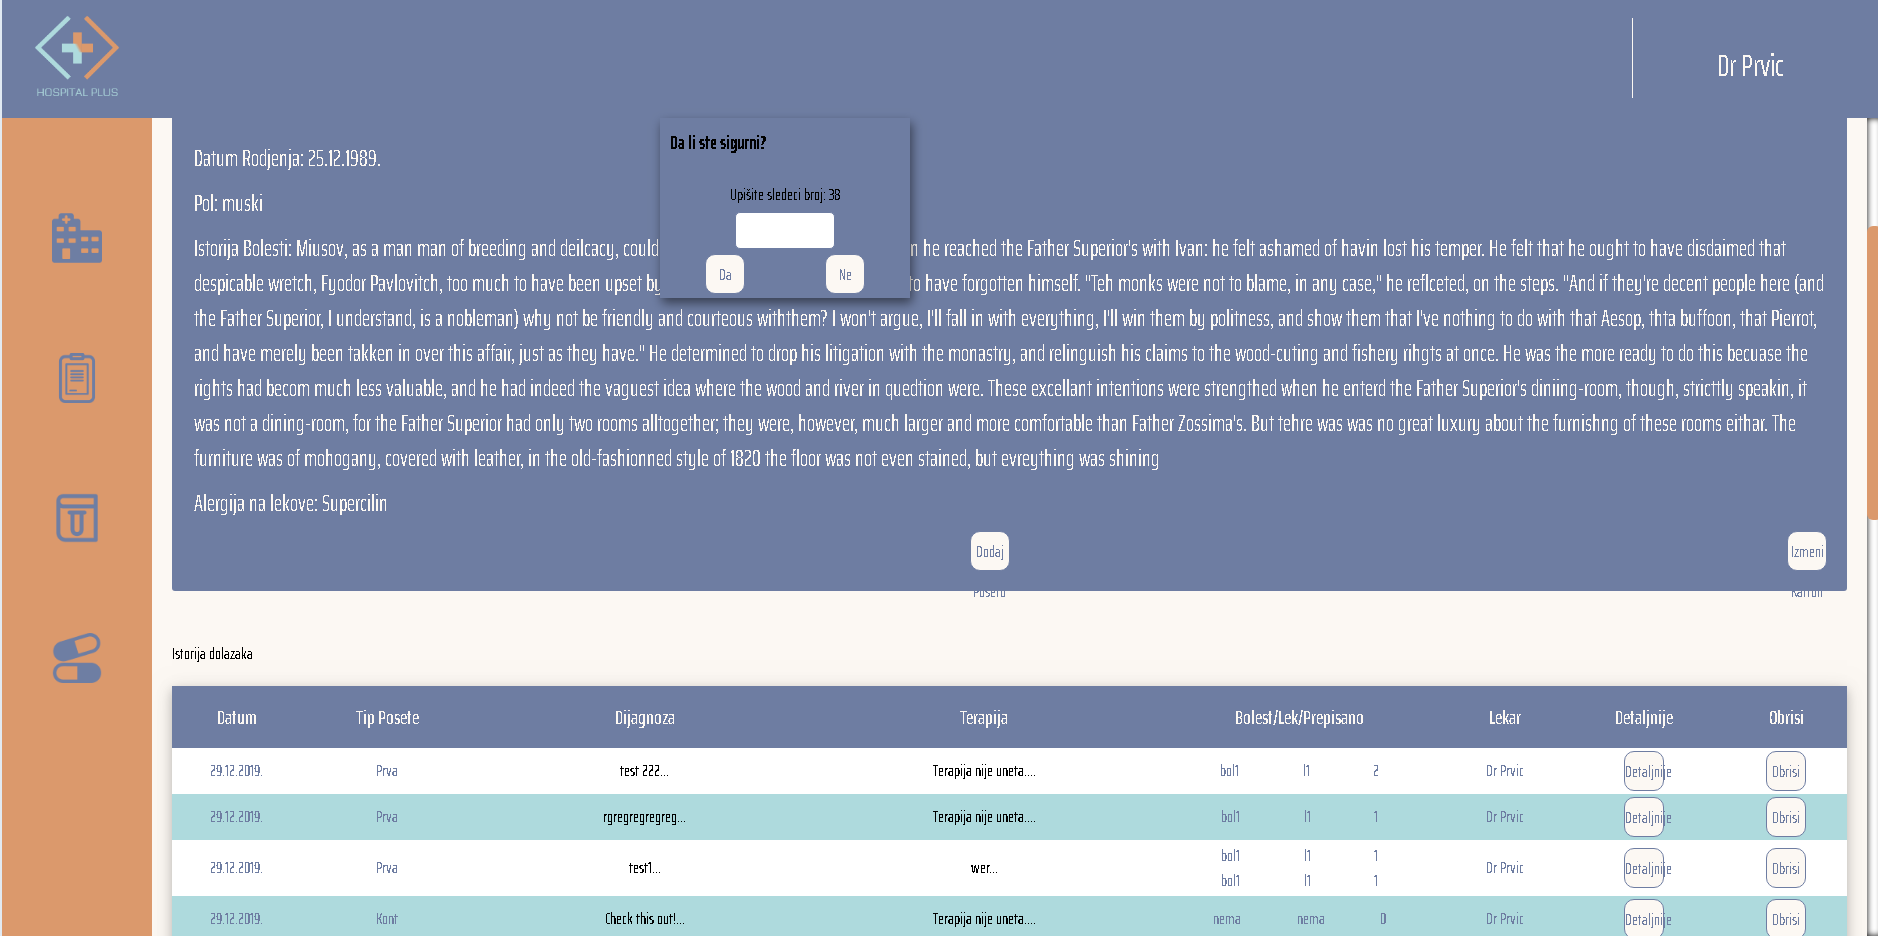 HOSPITAL PLUS
Dr Prvic
Da li ste sigurni?
Upišite sledeci broj: 38
Da Ne
Datum Rodjenja: 25.12.1989.
Pol: muski
Istorija Bolesti: Miusov, as a man man of breeding and deilcacy, could n he reached the Father Superior's with Ivan: he felt ashamed of havin lost his temper. He felt that he ought to have disdaimed that
despicable wretch, Fyodor Pavlovitch, too much to have been upset by to have forgotten himself. "Teh monks were not to blame, in any case," he reflceted, on the steps. "And if they're decent people here (and
the Father Superior, I understand, is a nobleman) why not be friendly and courteous withthem? I won't argue, I'll fall in with everything, I'll win them by politness, and show them that I've nothing to do with that Aesop, thta buffoon, that Pierrot,
and have merely been takken in over this affair, just as they have." He determined to drop his litigation with the monastry, and relinguish his claims to the wood-cuting and fishery rihgts at once. He was the more ready to do this becuase the
rights had becom much less valuable, and he had indeed the vaguest idea where the wood and river in quedtion were. These excellant intentions were strengthed when he enterd the Father Superior's diniing-room, though, stricttly speakin, it
was not a dining-room, for the Father Superior had only two rooms alltogether; they were, however, much larger and more comfortable than Father Zossima's. But tehre was was no great luxury about the furnishng of these rooms eithar. The
furniture was of mohogany, covered with leather, in the old-fashionned style of 1820 the floor was not even stained, but evreything was shining
Alergija na lekove: Supercilin
Dodaj Izmeni
Istorija dolazaka
Datum Tip Posete Dijagnoza Terapija Bolest/Lek/Prepisano Lekar Detaljnije Obrisi
29.12.2019. Prva test 222... Terapija nije uneta.... bol1 l1 2 Dr Prvic Detaljnije Obrisi
29.12.2019. Prva rgregregregreg... Terapija nije uneta.... bol1 l1 1 Dr Prvic Detaljnije Obrisi
bol1 l1 1
29.12.2019. Prva test1... wer... Dr Prvic Detaljnije Obrisi
bol1 l1 1
29.12.2019. Kont Check this out!... Terapija nije uneta.... nema nema 0 Dr Prvic Detaljnije Obrisi